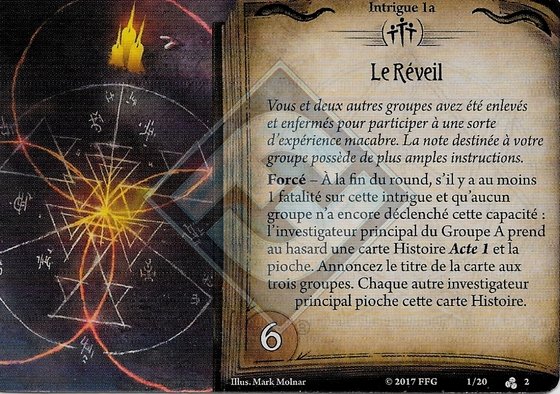 Intrigue 1a
Le Réveil
Vous et deux autres groupes avez été enlevés
et enfermés pour participer à une sorte
d'expérience macabre. La note destinée à votre
groupe possède de plus amples instructions.
Forcé – À la fin du round, s'il y a au moins
1 fatalité sur cette intrigue et qu'aucun
groupe n'a encore déclenché cette capacité :
l'investigateur principal du Groupe A prend
au hasard une carte Histoire Acte 1 et la
pioche. Annoncez le titre de la carte aux
trois groupes. Chaque autre investigateur
principal pioche cette carte Histoire.
6
Illus. Mark Molnar © 2017 FFG 1/20 2